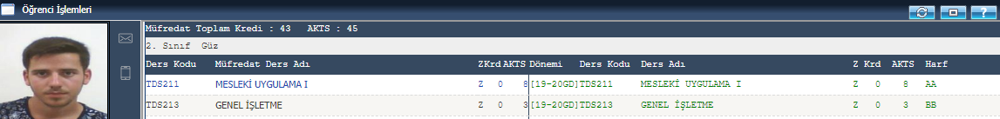 Öğrenci İşlemleri
?
Müfredat Toplam Kredi : 43 AKTS : 45
2. Sınıf Güz
Ders Kodu Müfredat Ders Adı ZKrd AKTS Dönemi Ders Kodu Ders Adı Z Krd AKTS Harf
TDS211 MESLEKİ UYGULAMA I Z 0 8 [19-20GD]TDS211 MESLEKİ UYGULAMA I Z 0 8 AA
TDS213 GENEL İŞLETME Z 0 3 [19-20GD]TDS213 GENEL İŞLETME Z 0 3 BB